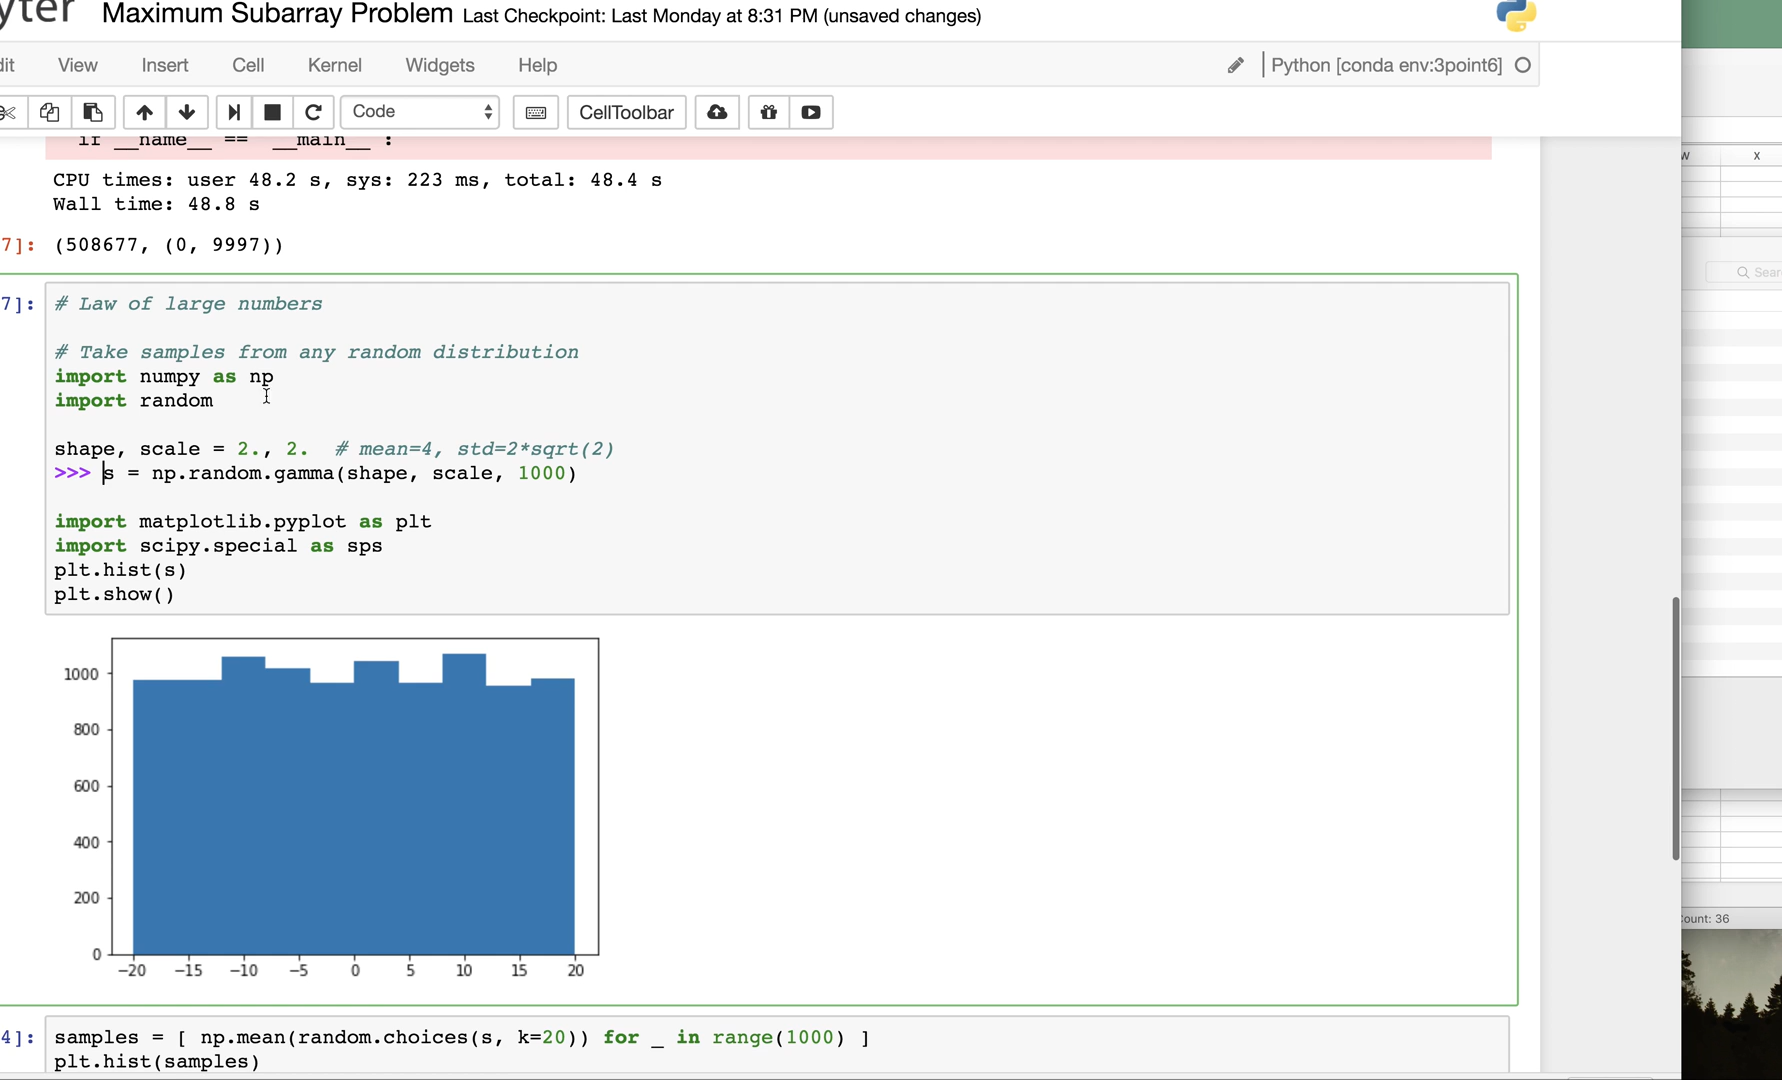 yter Maximum Subarray Problem Last Checkpoint: Last Monday at 8:31 PM (unsaved changes)
dit View Insert Cell Kernel Widgets Help Python [conda env:3point6]
Code CellToolbar
if __name__ == '__main__':
CPU times: user 48.2 s, sys: 223 ms, total: 48.4 s
Wall time: 48.8 s
7]: (508677, (0, 9997))
7]: # Law of large numbers
# Take samples from any random distribution
import numpy as np
import random
shape, scale = 2., 2. # mean=4, std=2*sqrt(2)
>>> s = np.random.gamma(shape, scale, 1000)
import matplotlib.pyplot as plt
import scipy.special as sps
plt.hist(s)
plt.show()
1000
800
600
400
200
0
−20 −15 −10 −5 0 5 10 15 20
4]: samples = [ np.mean(random.choices(s, k=20)) for _ in range(1000) ]
plt.hist(samples)
W X
Sear
Count: 36